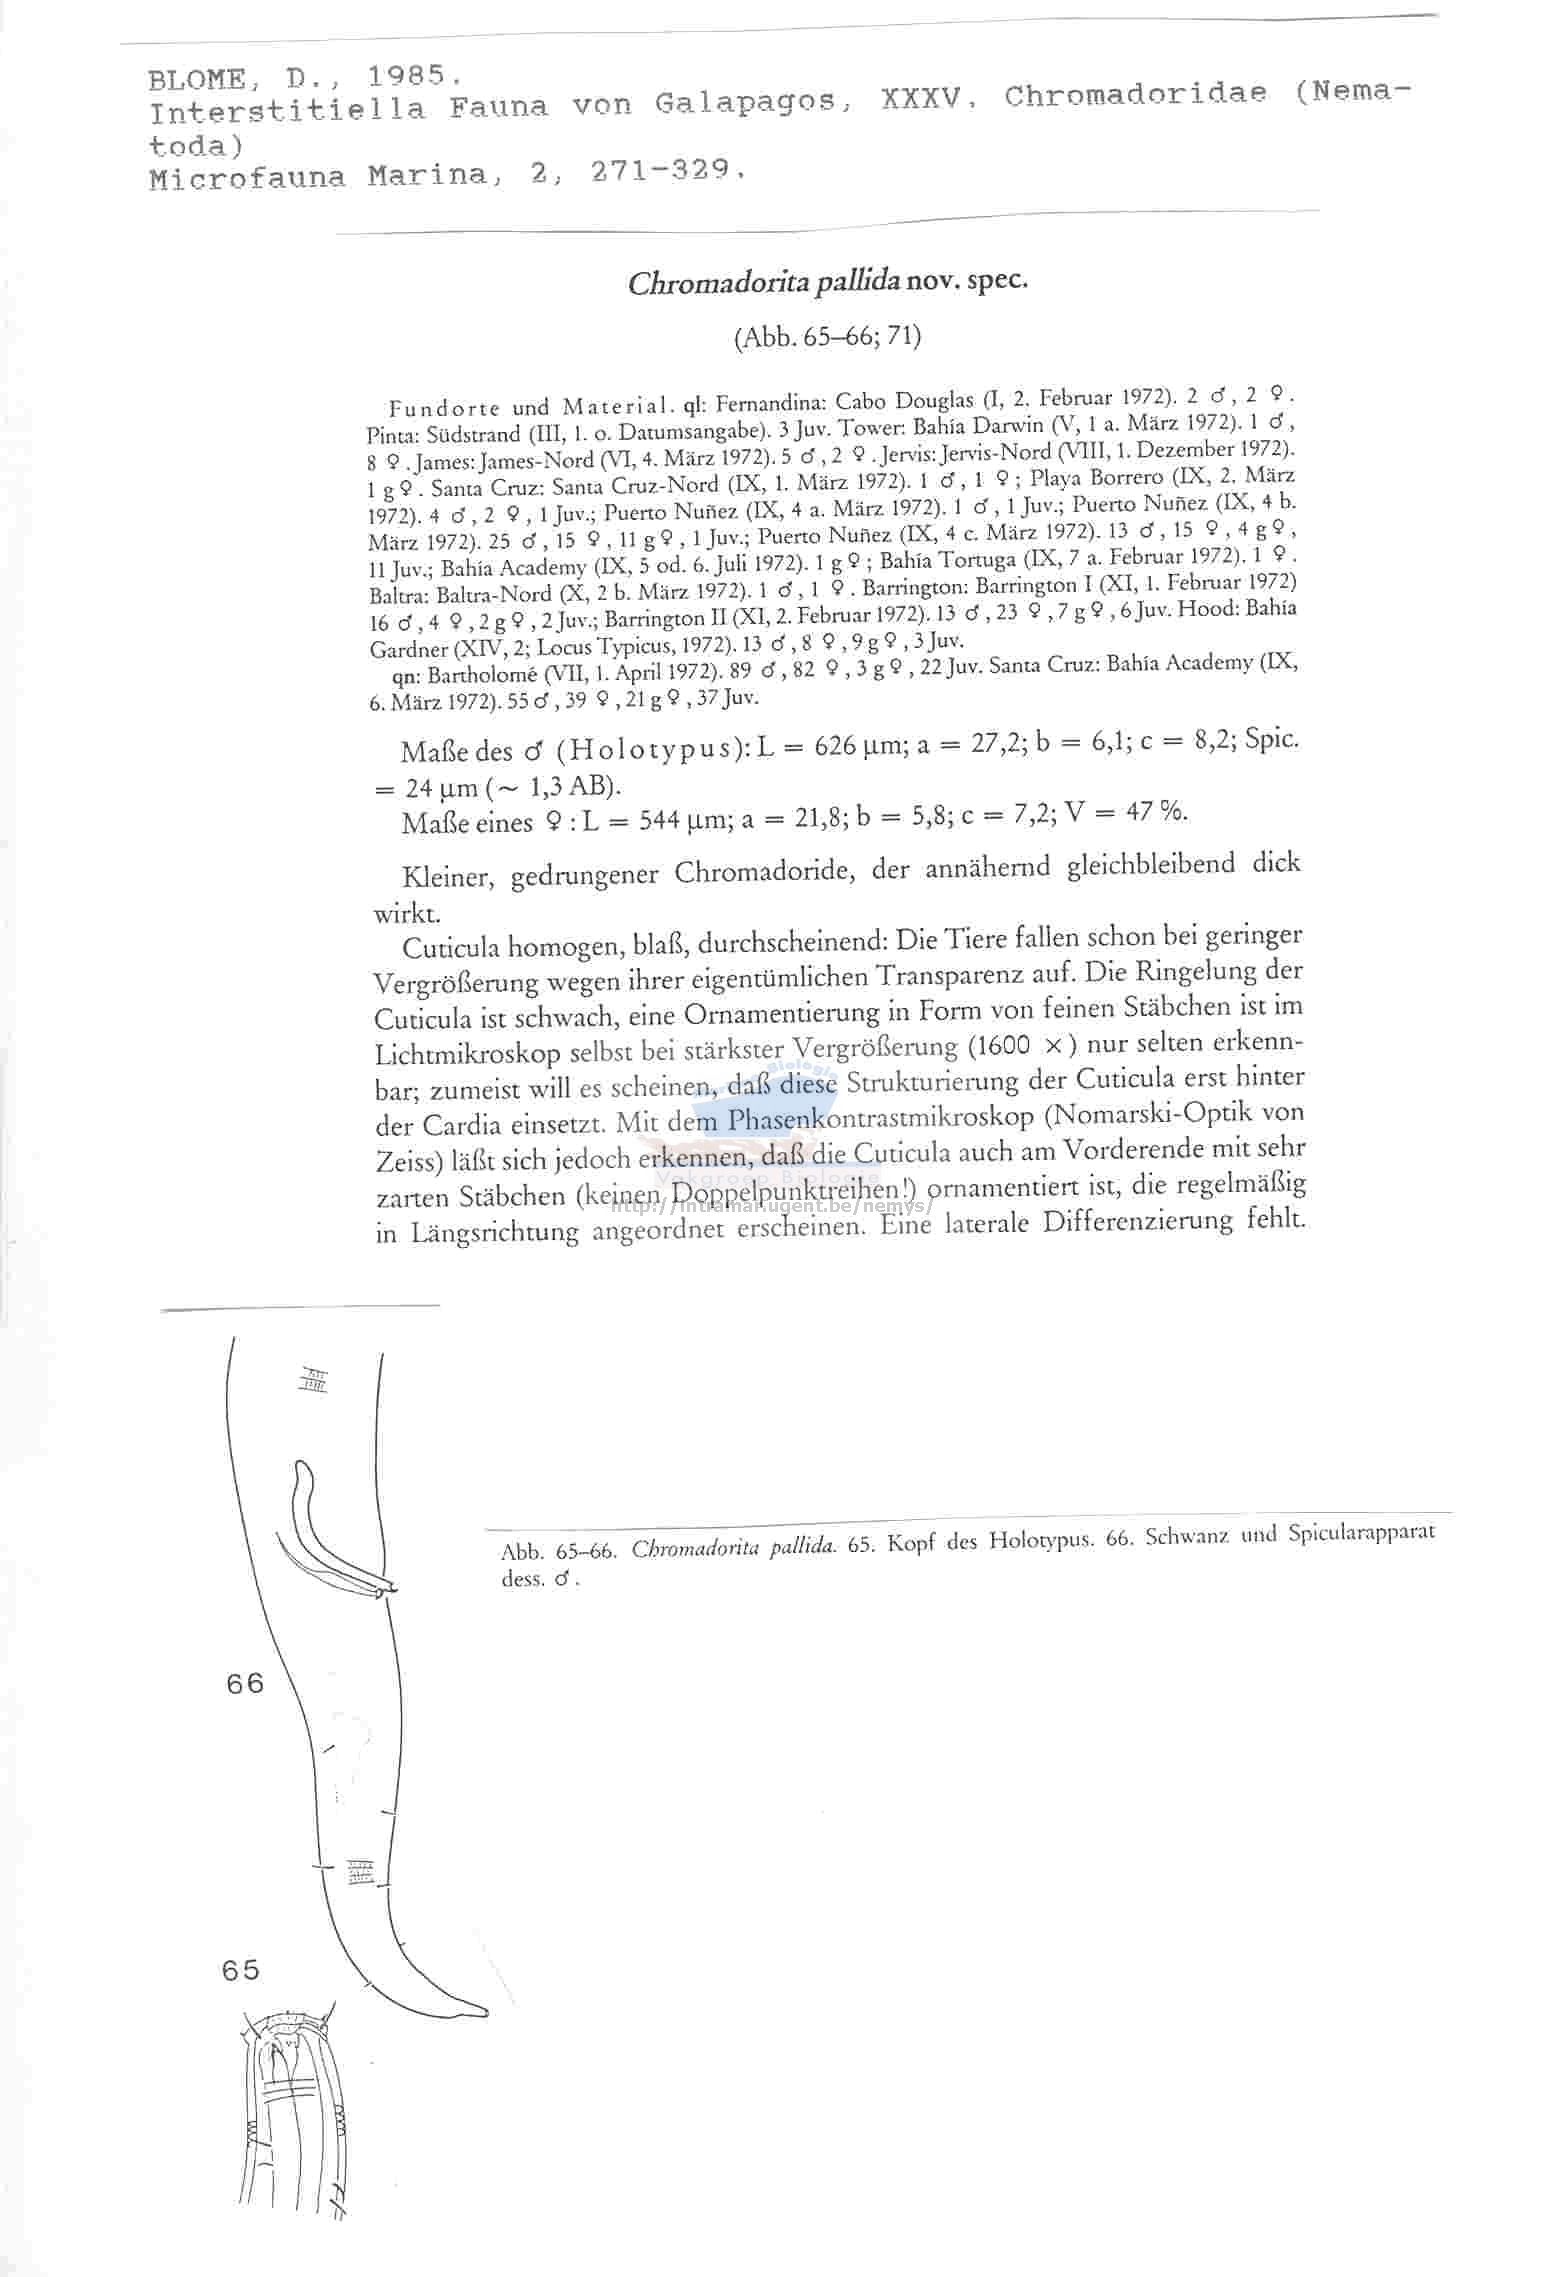 BLOME, D., 1985.
Interstitiella Fauna von Galapagos, XXXV. Chromadoridae (Nema-
toda)
Microfauna Marina, 2, 271-329.
Chromadorita pallida nov. spec.
(Abb. 65–66; 71)
Fundorte und Material. ql: Fernandina: Cabo Douglas (I, 2. Februar 1972). 2 ♂, 2 ♀.
Pinta: Südstrand (III, 1. o. Datumsangabe). 3 Juv. Tower: Bahía Darwin (V, 1 a. März 1972). 1 ♂,
8 ♀. James: James-Nord (VI, 4. März 1972). 5 ♂, 2 ♀. Jervis: Jervis-Nord (VIII, 1. Dezember 1972).
1 g ♀. Santa Cruz: Santa Cruz-Nord (IX, 1. März 1972). 1 ♂, 1 ♀; Playa Borrero (IX, 2. März
1972). 4 ♂, 2 ♀, 1 Juv.; Puerto Nuñez (IX, 4 a. März 1972). 1 ♂, 1 Juv.; Puerto Nuñez (IX, 4 b.
März 1972). 25 ♂, 15 ♀, 11 g ♀, 1 Juv.; Puerto Nuñez (IX, 4 c. März 1972). 13 ♂, 15 ♀, 4 g ♀,
11 Juv.; Bahía Academy (IX, 5 od. 6. Juli 1972). 1 g ♀; Bahía Tortuga (IX, 7 a. Februar 1972). 1 ♀.
Baltra: Baltra-Nord (X, 2 b. März 1972). 1 ♂, 1 ♀. Barrington: Barrington I (XI, 1. Februar 1972)
16 ♂, 4 ♀, 2 g ♀, 2 Juv.; Barrington II (XI, 2. Februar 1972). 13 ♂, 23 ♀, 7 g ♀, 6 Juv. Hood: Bahía
Gardner (XIV, 2; Locus Typicus, 1972). 13 ♂, 8 ♀, 9 g ♀, 3 Juv.
qn: Bartholomé (VII, 1. April 1972). 89 ♂, 82 ♀, 3 g ♀, 22 Juv. Santa Cruz: Bahía Academy (IX,
6. März 1972). 55 ♂, 39 ♀, 21 g ♀, 37 Juv.
Maße des ♂ (Holotypus): L = 626 µm; a = 27,2; b = 6,1; c = 8,2; Spic.
= 24 µm (~ 1,3 AB).
Maße eines ♀: L = 544 µm; a = 21,8; b = 5,8; c = 7,2; V = 47 %.
Kleiner, gedrungener Chromadoride, der annähernd gleichbleibend dick
wirkt.
Cuticula homogen, blaß, durchscheinend: Die Tiere fallen schon bei geringer
Vergrößerung wegen ihrer eigentümlichen Transparenz auf. Die Ringelung der
Cuticula ist schwach, eine Ornamentierung in Form von feinen Stäbchen ist im
Lichtmikroskop selbst bei stärkster Vergrößerung (1600 ×) nur selten erkenn-
bar; zumeist will es scheinen, daß diese Strukturierung der Cuticula erst hinter
der Cardia einsetzt. Mit dem Phasenkontrastmikroskop (Nomarski-Optik von
Zeiss) läßt sich jedoch erkennen, daß die Cuticula auch am Vorderende mit sehr
zarten Stäbchen (keinen Doppelpunktreihen!) ornamentiert ist, die regelmäßig
in Längsrichtung angeordnet erscheinen. Eine laterale Differenzierung fehlt.
Biologie
Vakgroep Biologie
http://intramar.ugent.be/nemys/
Abb. 65–66. Chromadorita pallida. 65. Kopf des Holotypus. 66. Schwanz und Spicularapparat
dess. ♂.
66
65